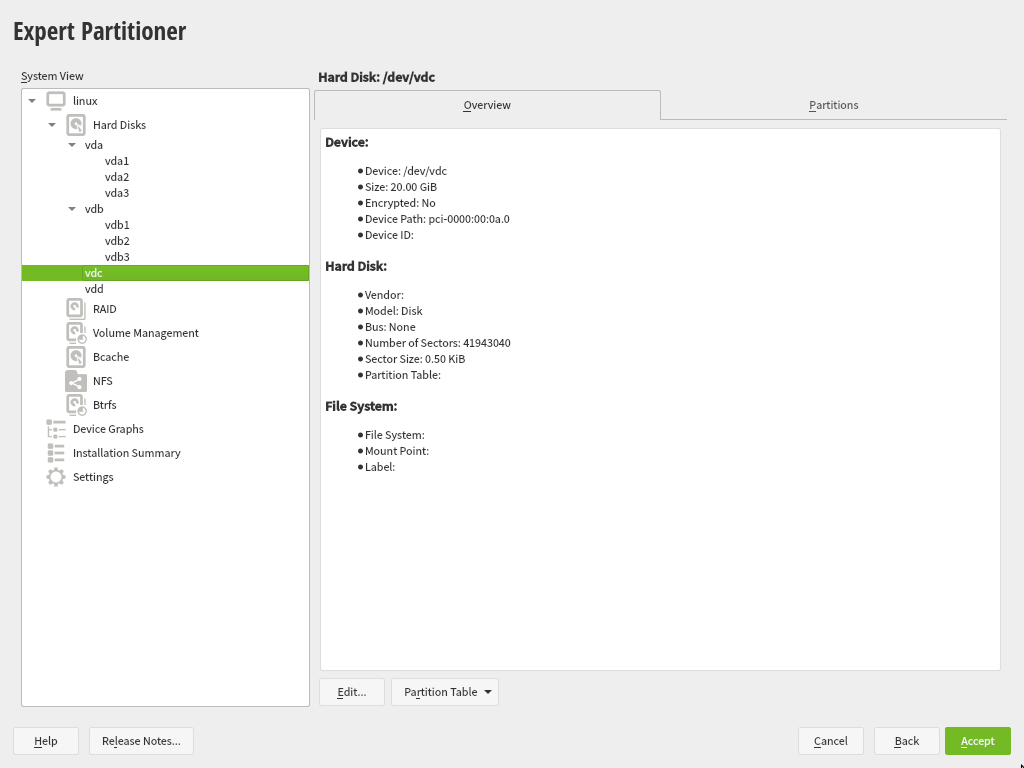 Expert Partitioner
System View
linux
Hard Disks
vda
vda1
vda2
vda3
vdb
vdb1
vdb2
vdb3
vdc
vdd
RAID
Volume Management
Bcache
NFS
Btrfs
Device Graphs
Installation Summary
Settings
Hard Disk: /dev/vdc
Overview
Partitions
Device:
● Device: /dev/vdc
● Size: 20.00 GiB
● Encrypted: No
● Device Path: pci-0000:00:0a.0
● Device ID:
Hard Disk:
● Vendor:
● Model: Disk
● Bus: None
● Number of Sectors: 41943040
● Sector Size: 0.50 KiB
● Partition Table:
File System:
● File System:
● Mount Point:
● Label:
Edit...
Partition Table
Help
Release Notes...
Cancel
Back
Accept